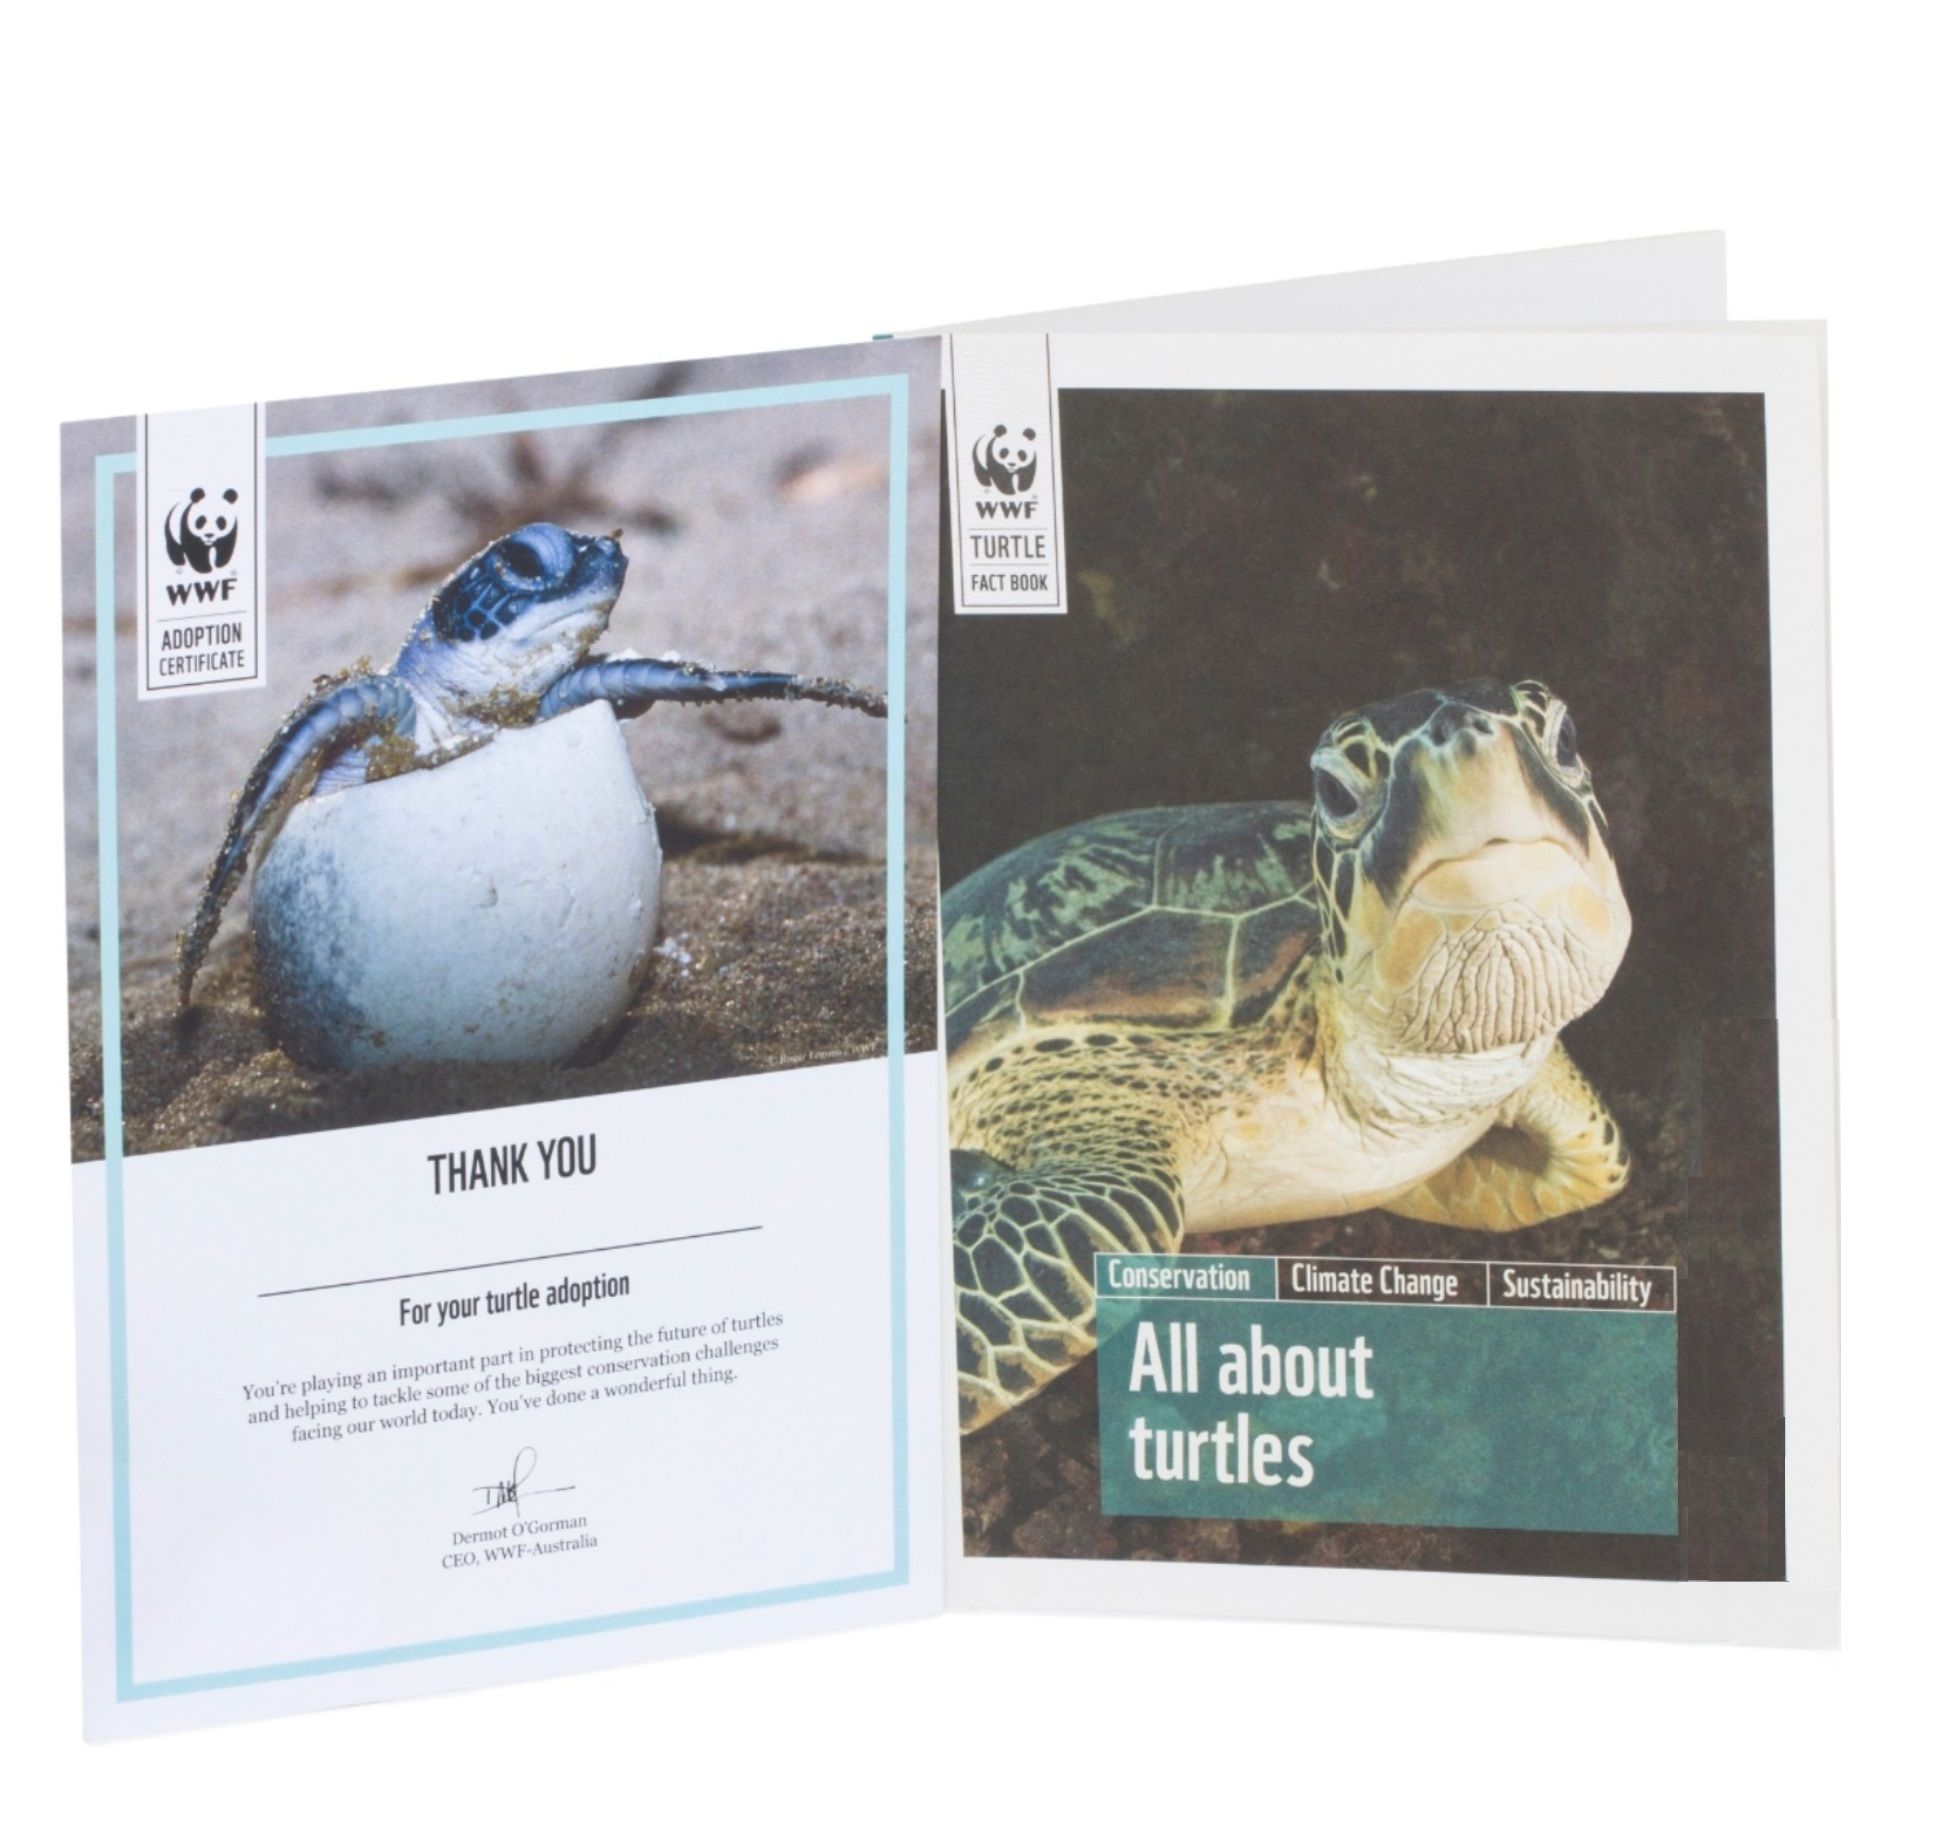 WWF
ADOPTION
CERTIFICATE
THANK YOU
For your turtle adoption
You're playing an important part in protecting the future of turtles
and helping to tackle some of the biggest conservation challenges
facing our world today. You've done a wonderful thing.
Dermot O'Gorman
CEO, WWF-Australia
WWF
TURTLE
FACT BOOK
Conservation
Climate Change
Sustainability
All about
turtles